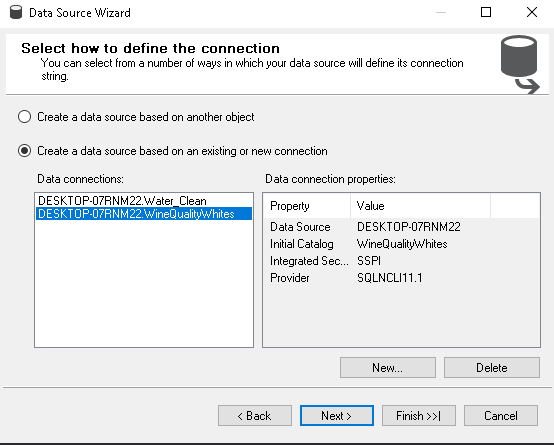 Data Source Wizard
Select how to define the connection
You can select from a number of ways in which your data source will define its connection
string.
Create a data source based on another object
Create a data source based on an existing or new connection
Data connections:
DESKTOP-07RNM22.Water_Clean
DESKTOP-07RNM22.WineQualityWhites
Data connection properties:
Property Value
Data Source DESKTOP-07RNM22
Initial Catalog WineQualityWhites
Integrated Sec... SSPI
Provider SQLNCLI11.1
New... Delete
< Back Next > Finish >>| Cancel